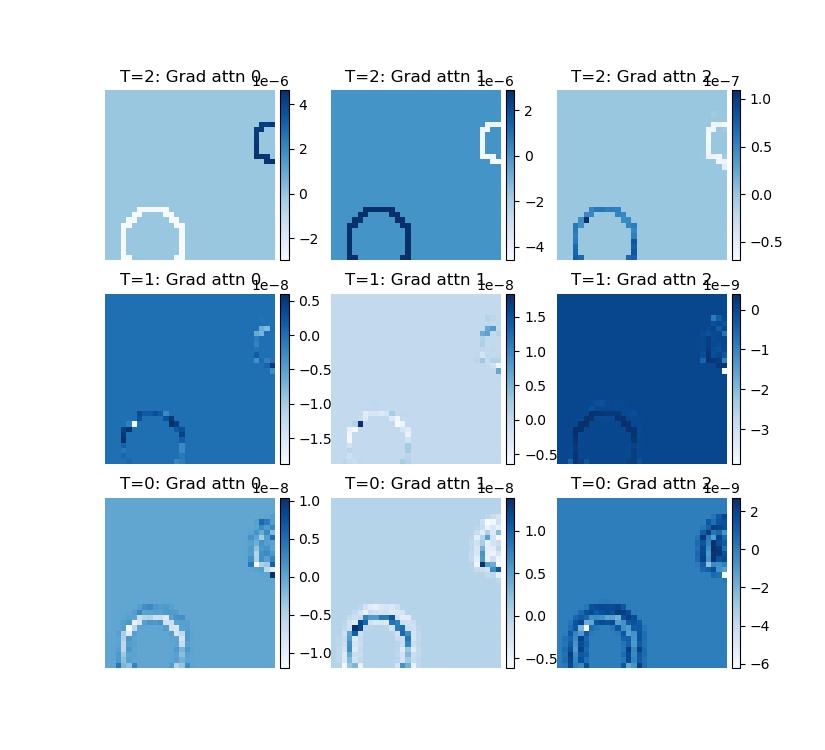 T=2: Grad attn 0
1e−6
4
2
0
−2
T=2: Grad attn 1
1e−6
2
0
−2
−4
T=2: Grad attn 2
1e−7
1.0
0.5
0.0
−0.5
T=1: Grad attn 0
1e−8
0.5
0.0
−0.5
−1.0
−1.5
T=1: Grad attn 1
1e−8
1.5
1.0
0.5
0.0
−0.5
T=1: Grad attn 2
1e−9
0
−1
−2
−3
T=0: Grad attn 0
1e−8
1.0
0.5
0.0
−0.5
−1.0
T=0: Grad attn 1
1e−8
1.0
0.5
0.0
−0.5
T=0: Grad attn 2
1e−9
2
0
−2
−4
−6